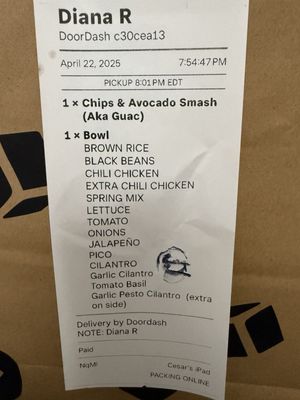 Diana R
DoorDash c30cea13
April 22, 2025 7:54:47 PM
PICKUP 8:01 PM EDT
1 × Chips & Avocado Smash
(Aka Guac)
1 × Bowl
BROWN RICE
BLACK BEANS
CHILI CHICKEN
EXTRA CHILI CHICKEN
SPRING MIX
LETTUCE
TOMATO
ONIONS
JALAPEÑO
PICO
CILANTRO
Garlic Cilantro
Tomato Basil
Garlic Pesto Cilantro (extra
on side)
Delivery by Doordash
NOTE: Diana R
Paid
NqMl Cesar's iPad
PACKING ONLINE